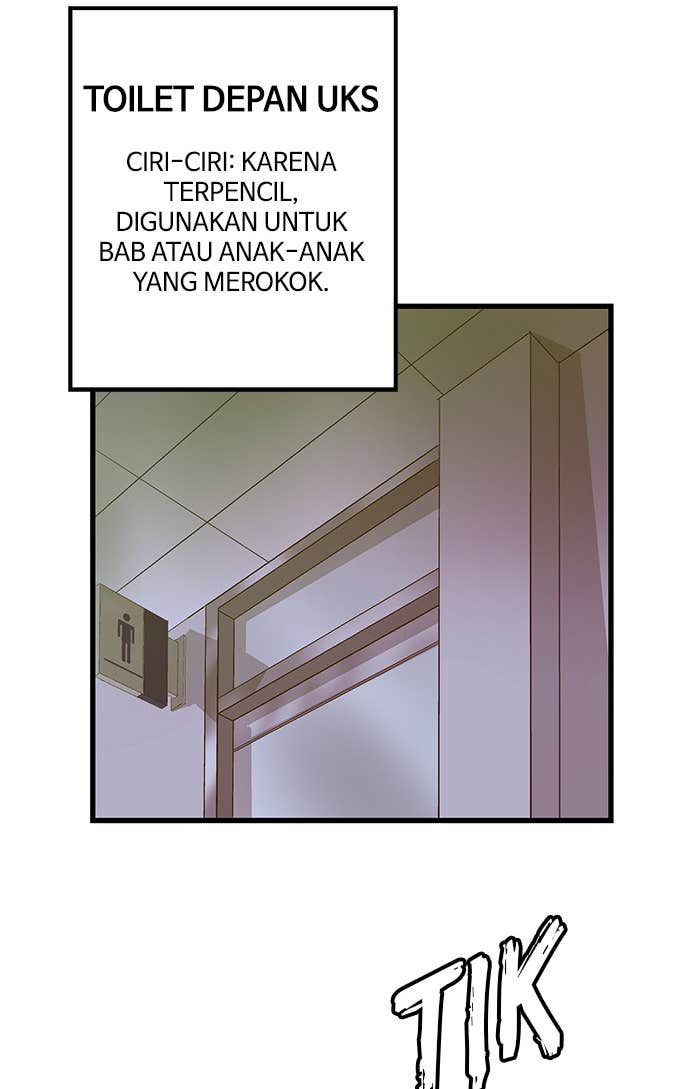 TOILET DEPAN UKS
CIRI-CIRI: KARENA
TERPENCIL,
DIGUNAKAN UNTUK
BAB ATAU ANAK-ANAK
YANG MEROKOK.
TIK